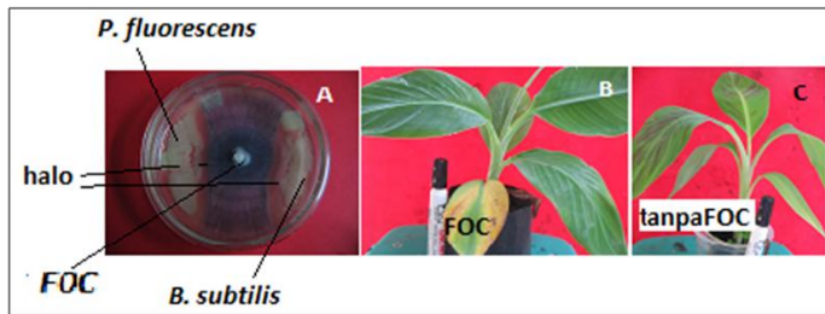 P. fluorescens
A
B
C
halo
FOC
tanpaFOC
FOC
B. subtilis